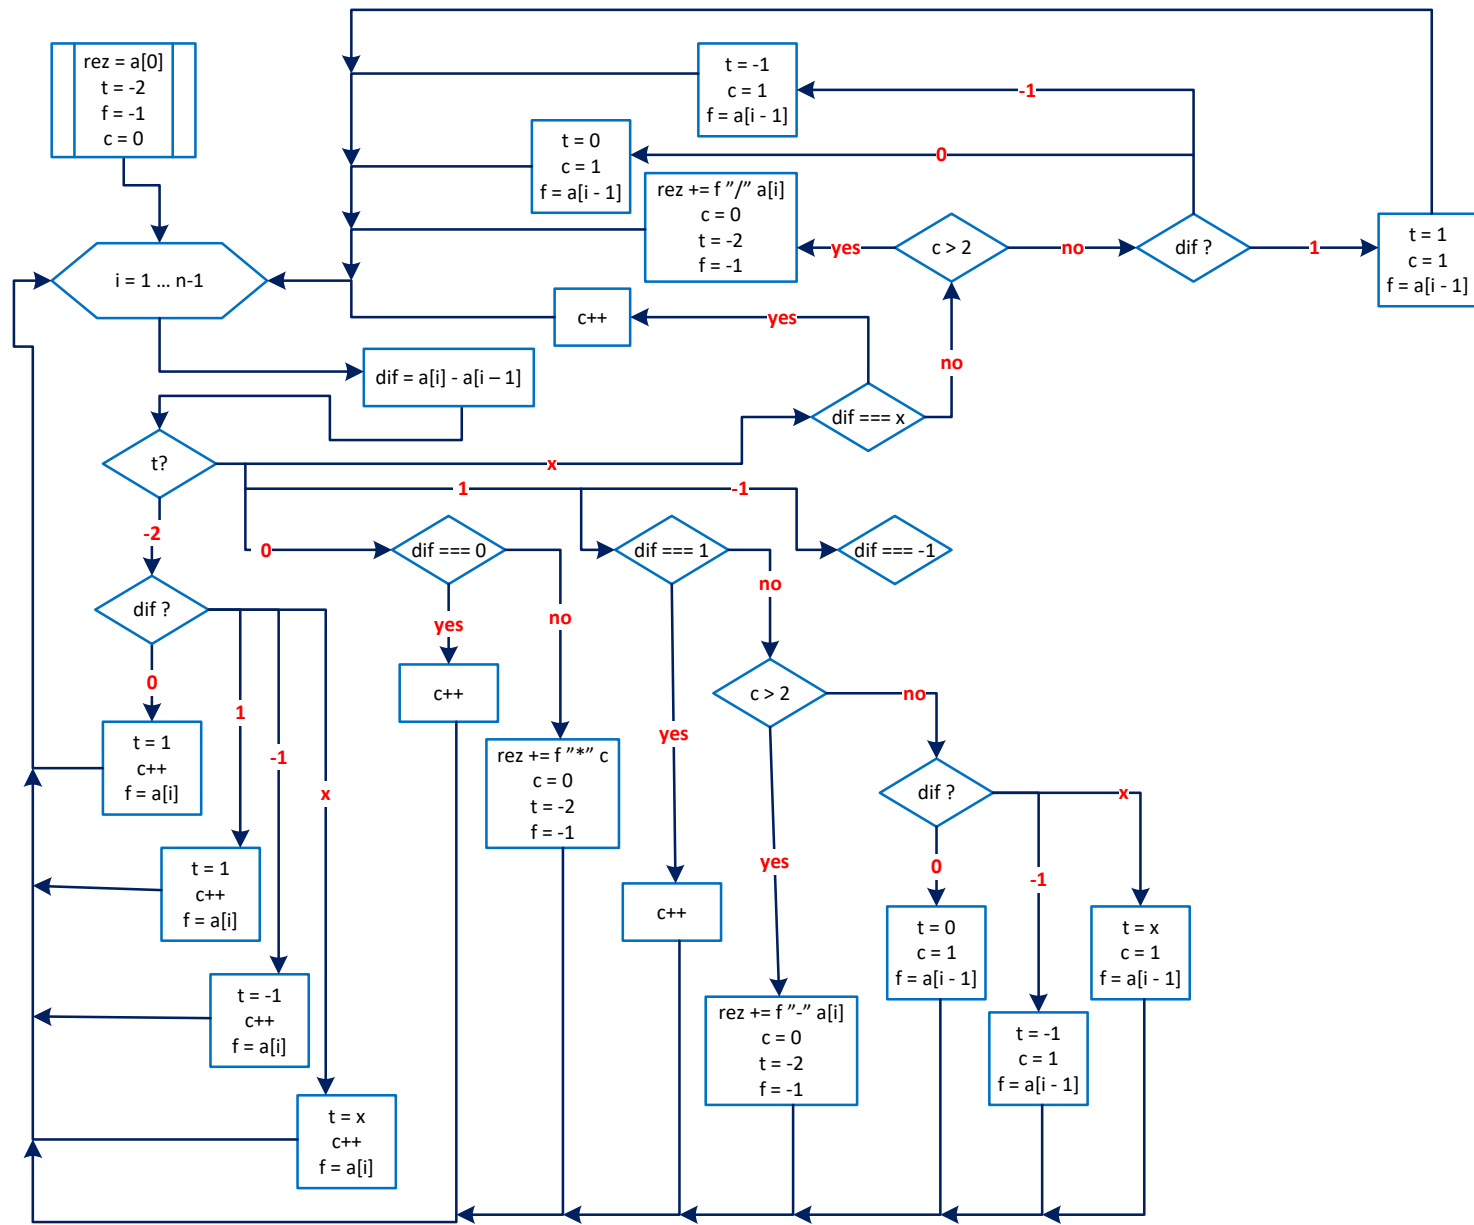 rez = a[0]
t = -2
f = -1
c = 0
t = -1
c = 1
f = a[i - 1]
-1
t = 0
c = 1
f = a[i - 1]
0
rez += f ”/” a[i]
c = 0
t = -2
f = -1
yes
c > 2
no
dif ?
1
t = 1
c = 1
f = a[i - 1]
i = 1 ... n-1
c++
yes
no
dif = a[i] - a[i – 1]
dif === x
t?
x
1
-1
-2
0
dif === 0
dif === 1
dif === -1
no
dif ?
yes
no
0
1
-1
x
c++
c > 2
no
t = 1
c++
f = a[i]
rez += f ”*” c
c = 0
t = -2
f = -1
yes
dif ?
x
0
-1
yes
t = 1
c++
f = a[i]
c++
t = 0
c = 1
f = a[i - 1]
t = x
c = 1
f = a[i - 1]
t = -1
c++
f = a[i]
rez += f ”-” a[i]
c = 0
t = -2
f = -1
t = -1
c = 1
f = a[i - 1]
t = x
c++
f = a[i]